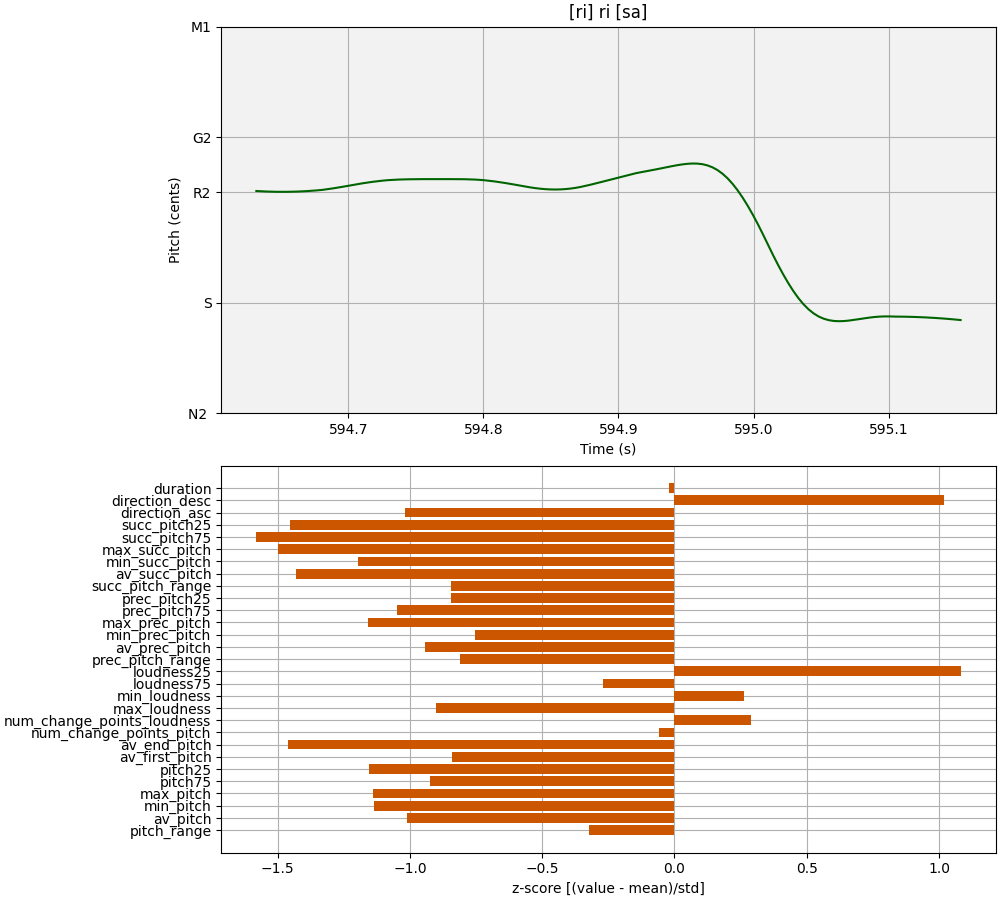 [ri] ri [sa]
M1
G2
R2
S
N2
Pitch (cents)
594.7 594.8 594.9 595.0 595.1
Time (s)
duration
direction_desc
direction_asc
succ_pitch25
succ_pitch75
max_succ_pitch
min_succ_pitch
av_succ_pitch
succ_pitch_range
prec_pitch25
prec_pitch75
max_prec_pitch
min_prec_pitch
av_prec_pitch
prec_pitch_range
loudness25
loudness75
min_loudness
max_loudness
num_change_points_loudness
num_change_points_pitch
av_end_pitch
av_first_pitch
pitch25
pitch75
max_pitch
min_pitch
av_pitch
pitch_range
−1.5 −1.0 −0.5 0.0 0.5 1.0
z-score [(value - mean)/std]